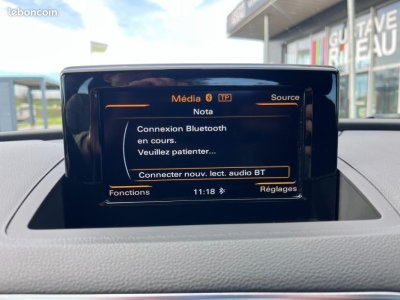 leboncoin
GUSTAVE
Média TP
Source
Nota
Connexion Bluetooth
en cours.
Veuillez patienter...
Connecter nouv. lect. audio BT
Fonctions
11:18
Réglages